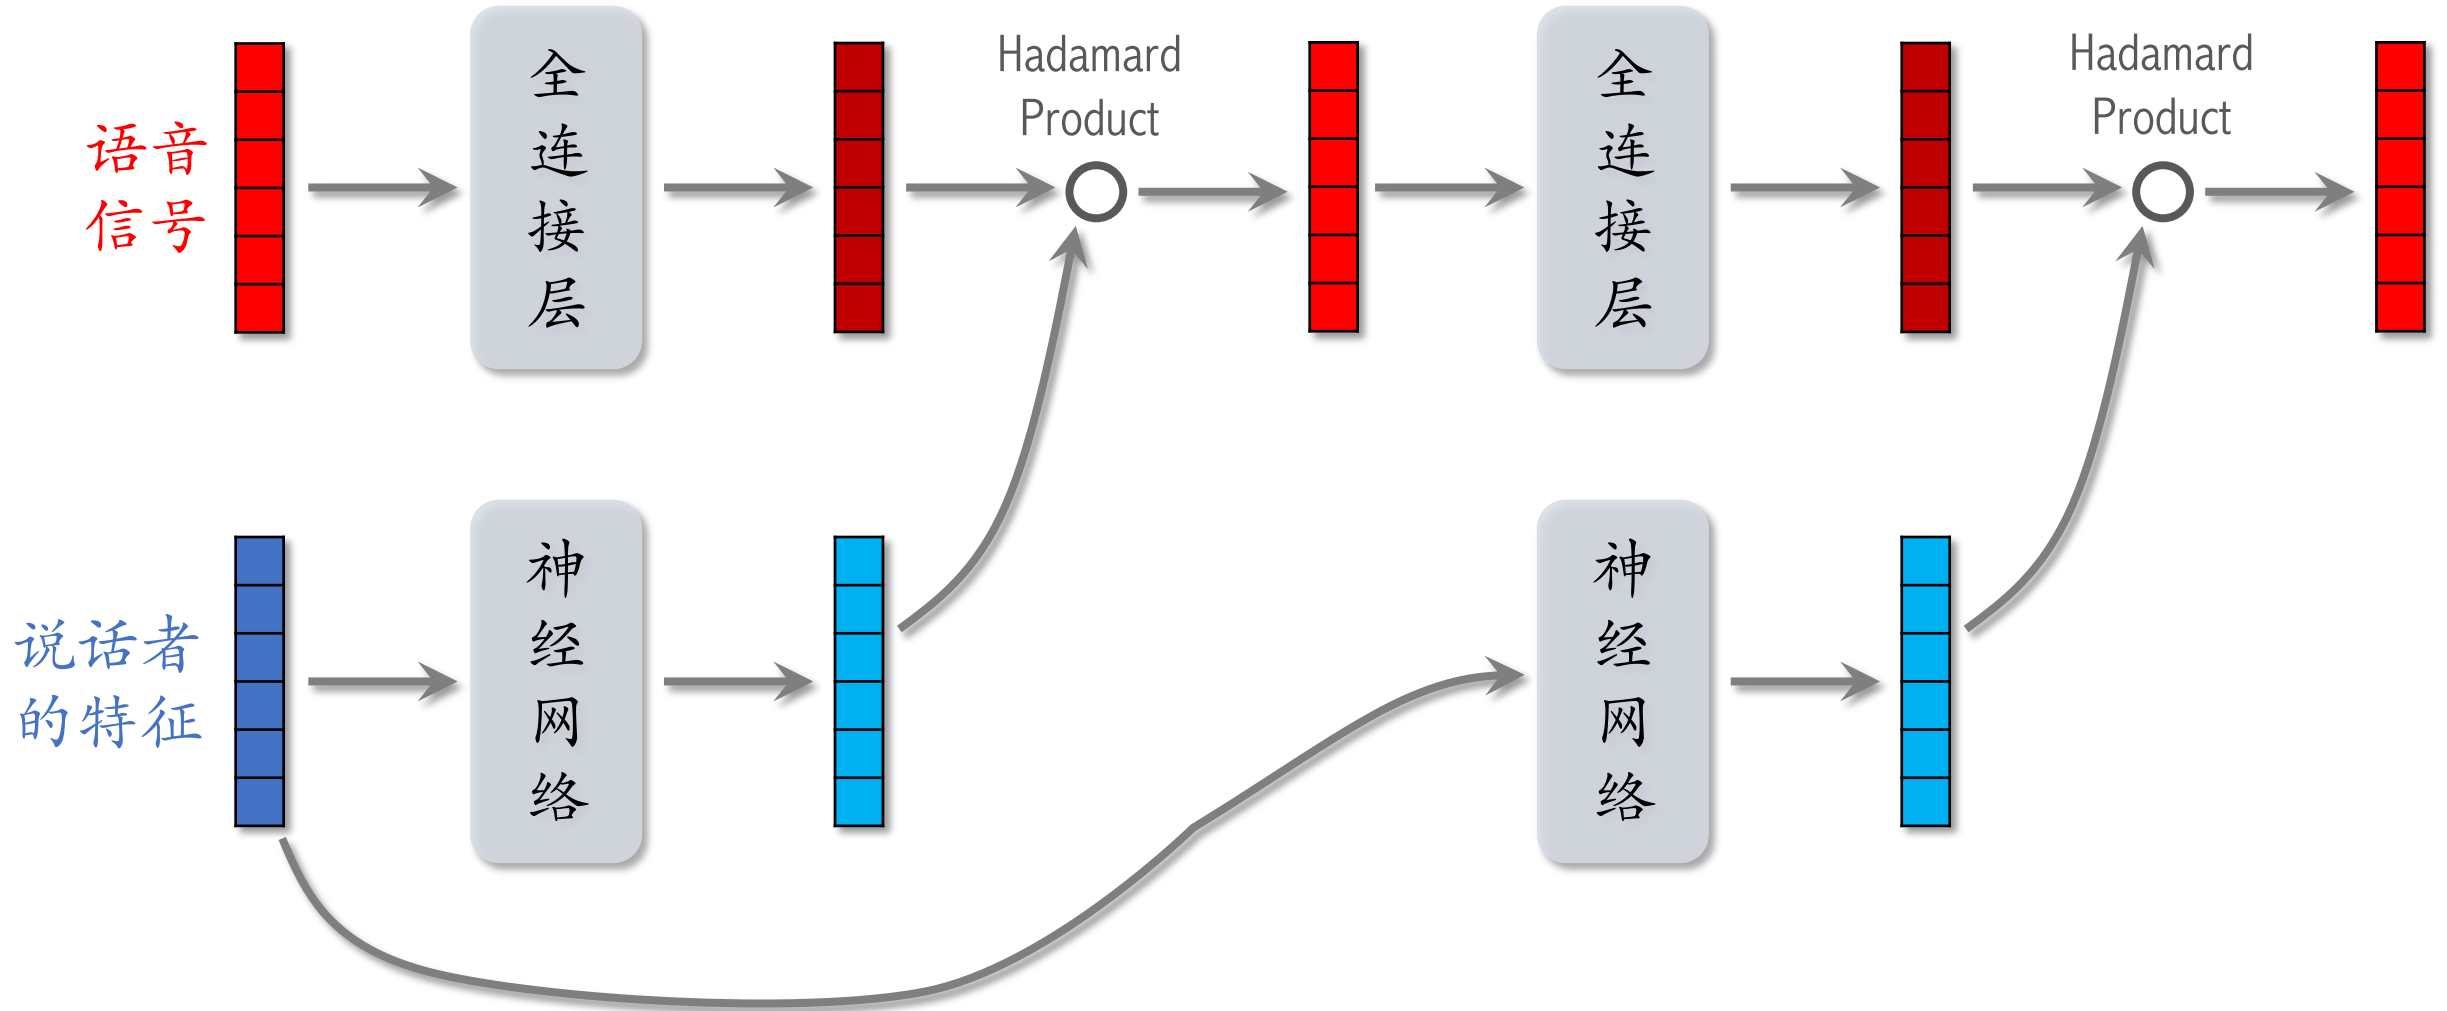 语音
信号
全
连
接
层
Hadamard
Product
全
连
接
层
Hadamard
Product
说话者
的特征
神
经
网
络
神
经
网
络